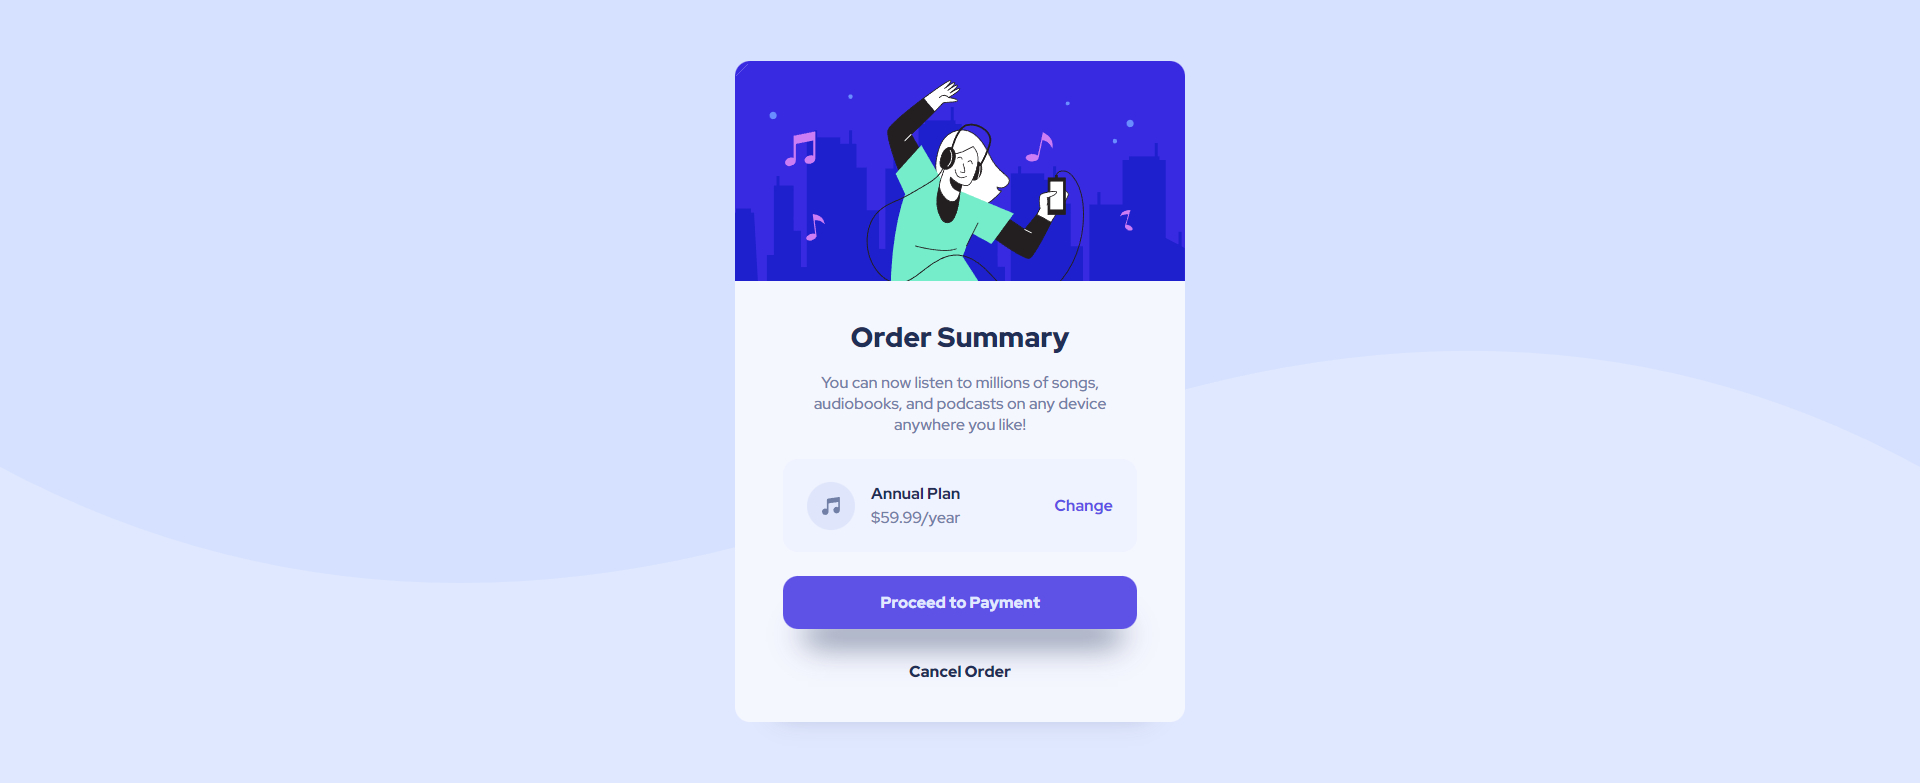 Order Summary
You can now listen to millions of songs,
audiobooks, and podcasts on any device
anywhere you like!
Annual Plan
$59.99/year
Change
Proceed to Payment
Cancel Order